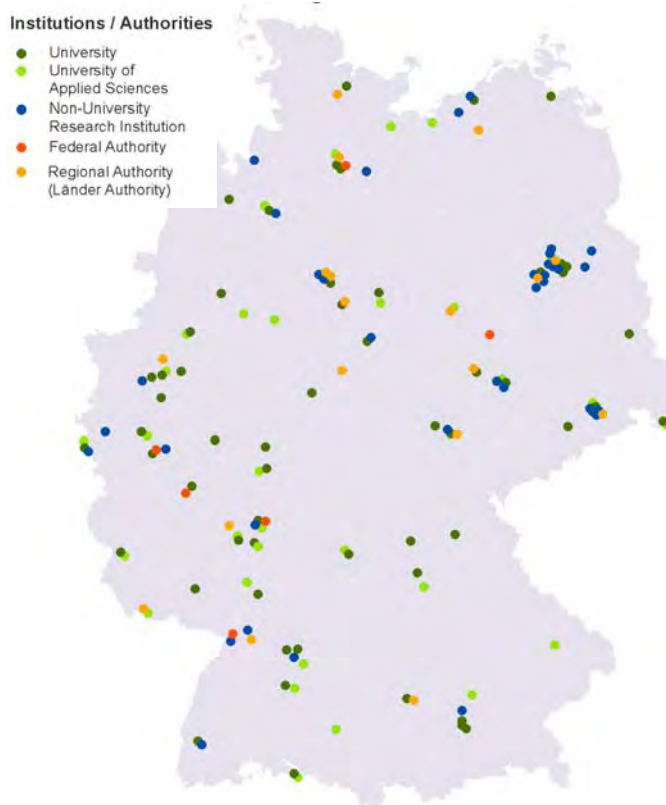 Institutions / Authorities
University
University of
Applied Sciences
Non-University
Research Institution
Federal Authority
Regional Authority
(Länder Authority)